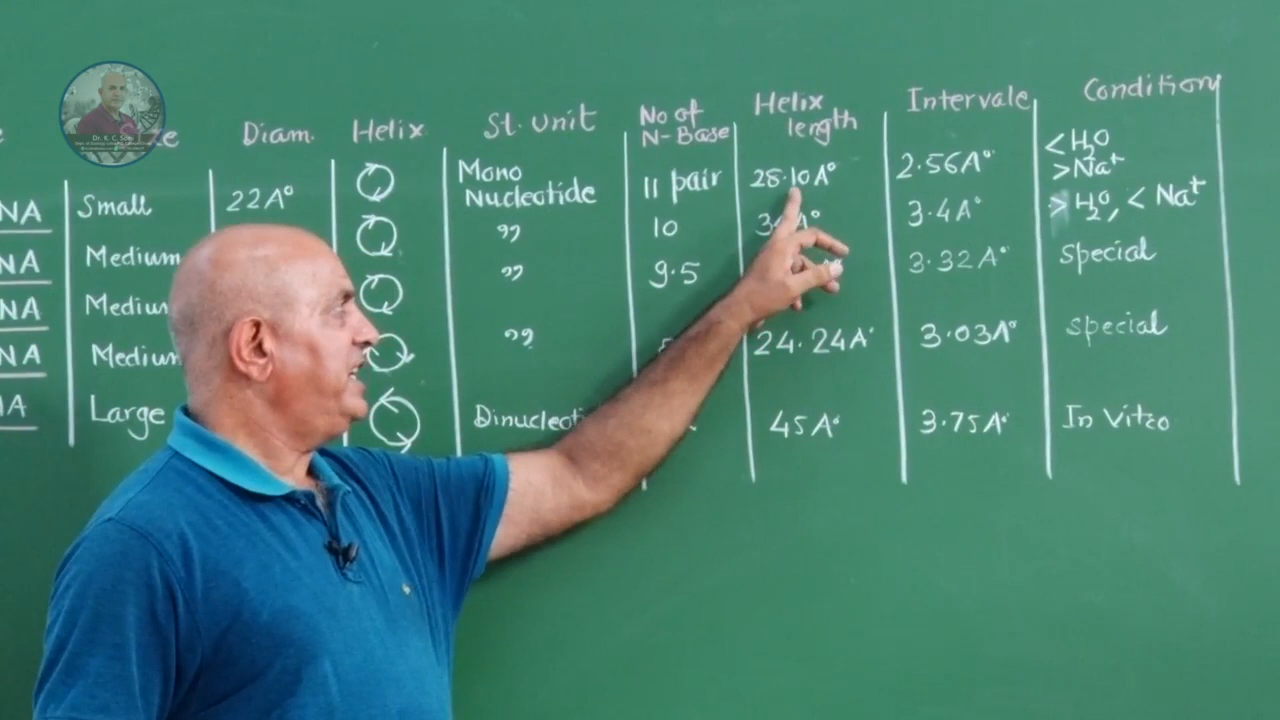 Diam.
Helix
St. Unit
No of
N-Base
Helix
length
Intervale
Condition
NA
Small
22A°
Mono
Nucleotide
11 pair
28.10A°
2.56A°
<H2O
>Na+
NA
Medium
"
10
3.4A°
>H2O, < Na+
NA
Medium
"
9.5
3.32A°
special
NA
Medium
"
24.24A°
3.03A°
special
Large
45A°
3.75A°
In Vitro
Dr. K. C. Soni